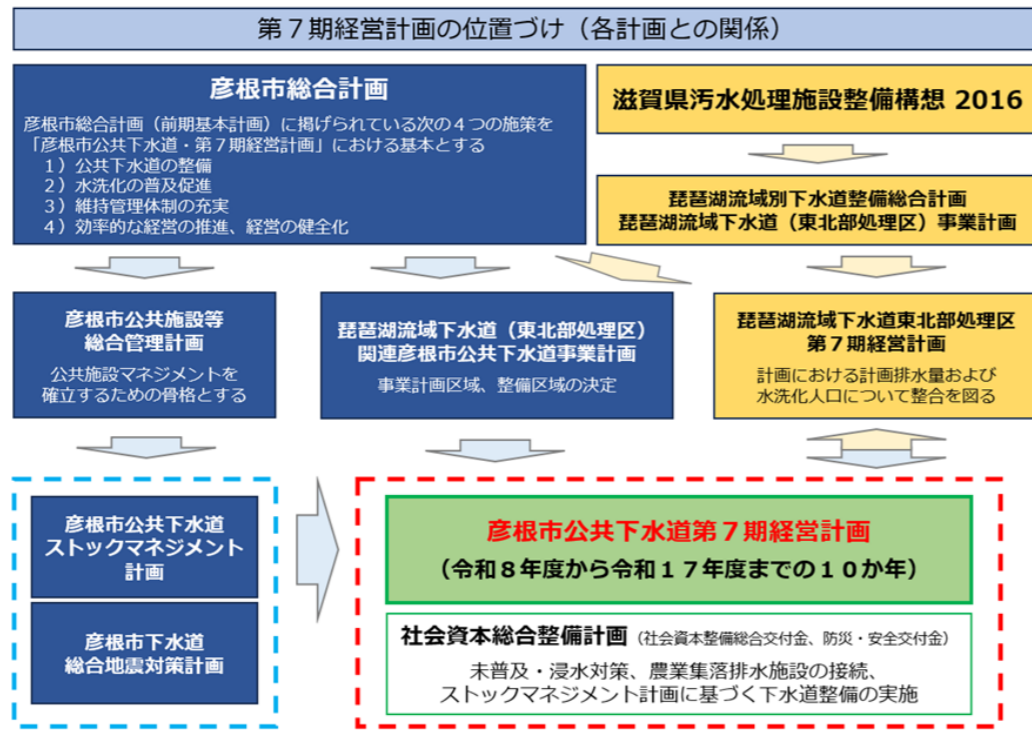 第７期経営計画の位置づけ（各計画との関係）
彦根市総合計画
彦根市総合計画（前期基本計画）に掲げられている次の４つの施策を
「彦根市公共下水道・第７期経営計画」における基本とする
１）公共下水道の整備
２）水洗化の普及促進
３）維持管理体制の充実
４）効率的な経営の推進、経営の健全化
滋賀県汚水処理施設整備構想 2016
琵琶湖流域別下水道整備総合計画
琵琶湖流域下水道（東北部処理区）事業計画
彦根市公共施設等
総合管理計画
公共施設マネジメントを
確立するための骨格とする
琵琶湖流域下水道（東北部処理区）
関連彦根市公共下水道事業計画
事業計画区域、整備区域の決定
琵琶湖流域下水道東北部処理区
第７期経営計画
計画における計画排水量および
水洗化人口について整合を図る
彦根市公共下水道
ストックマネジメント
計画
彦根市下水道
総合地震対策計画
彦根市公共下水道第７期経営計画
（令和８年度から令和１７年度までの１０か年）
社会資本総合整備計画（社会資本整備総合交付金、防災・安全交付金）
未普及・浸水対策、農業集落排水施設の接続、
ストックマネジメント計画に基づく下水道整備の実施